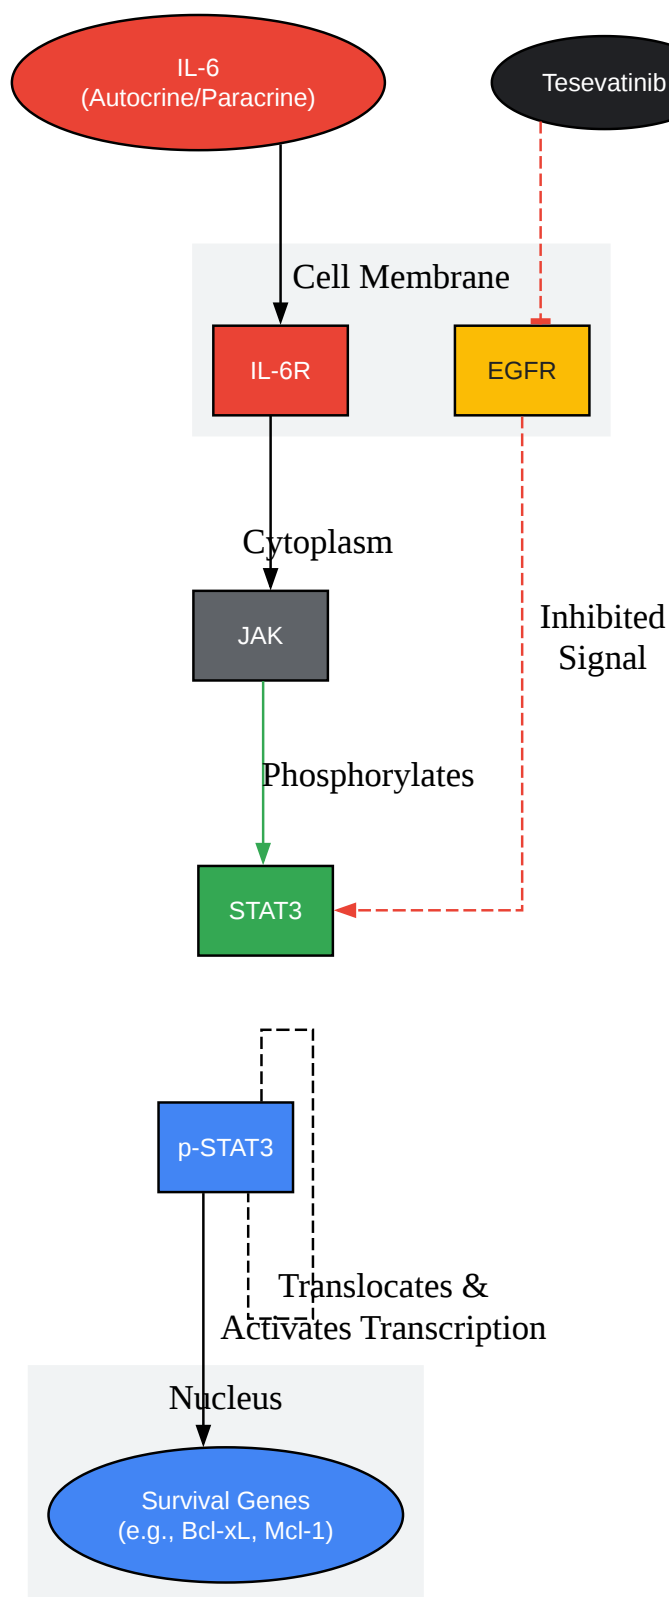 IL-6
(Autocrine/Paracrine)
Tesevatinib
Cell Membrane
IL-6R
EGFR
Cytoplasm
JAK
Inhibited
Signal
Phosphorylates
STAT3
p-STAT3
Translocates &
Activates Transcription
Nucleus
Survival Genes
(e.g., Bcl-xL, Mcl-1)